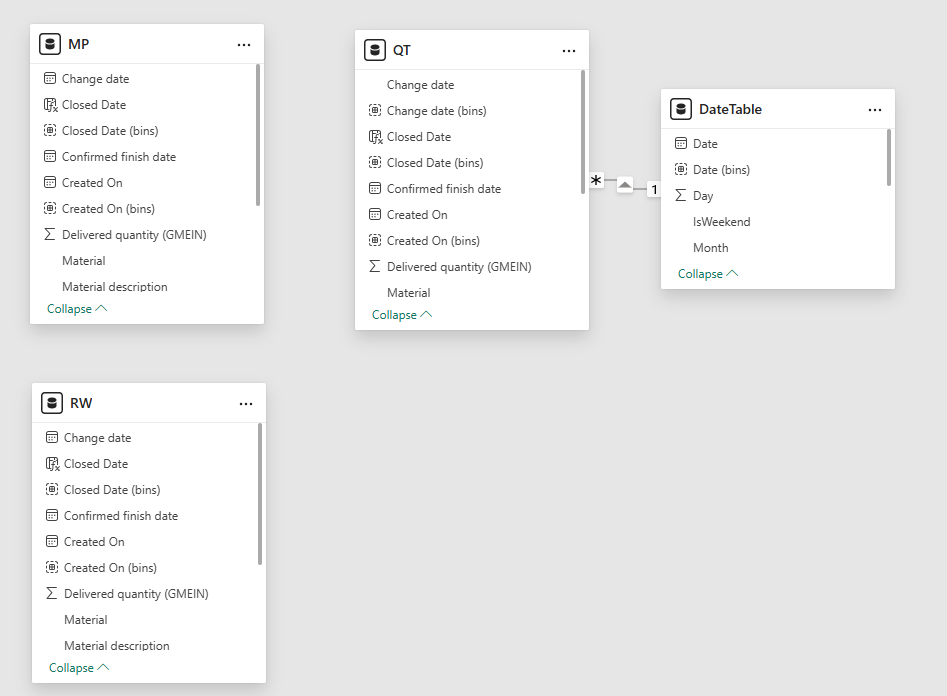 MP
Change date
Closed Date
Closed Date (bins)
Confirmed finish date
Created On
Created On (bins)
Delivered quantity (GMEIN)
Material
Material description
Collapse
QT
Change date
Change date (bins)
Closed Date
Closed Date (bins)
Confirmed finish date
Created On
Created On (bins)
Delivered quantity (GMEIN)
Material
Collapse
* 1
DateTable
Date
Date (bins)
Day
IsWeekend
Month
Collapse
RW
Change date
Closed Date
Closed Date (bins)
Confirmed finish date
Created On
Created On (bins)
Delivered quantity (GMEIN)
Material
Material description
Collapse